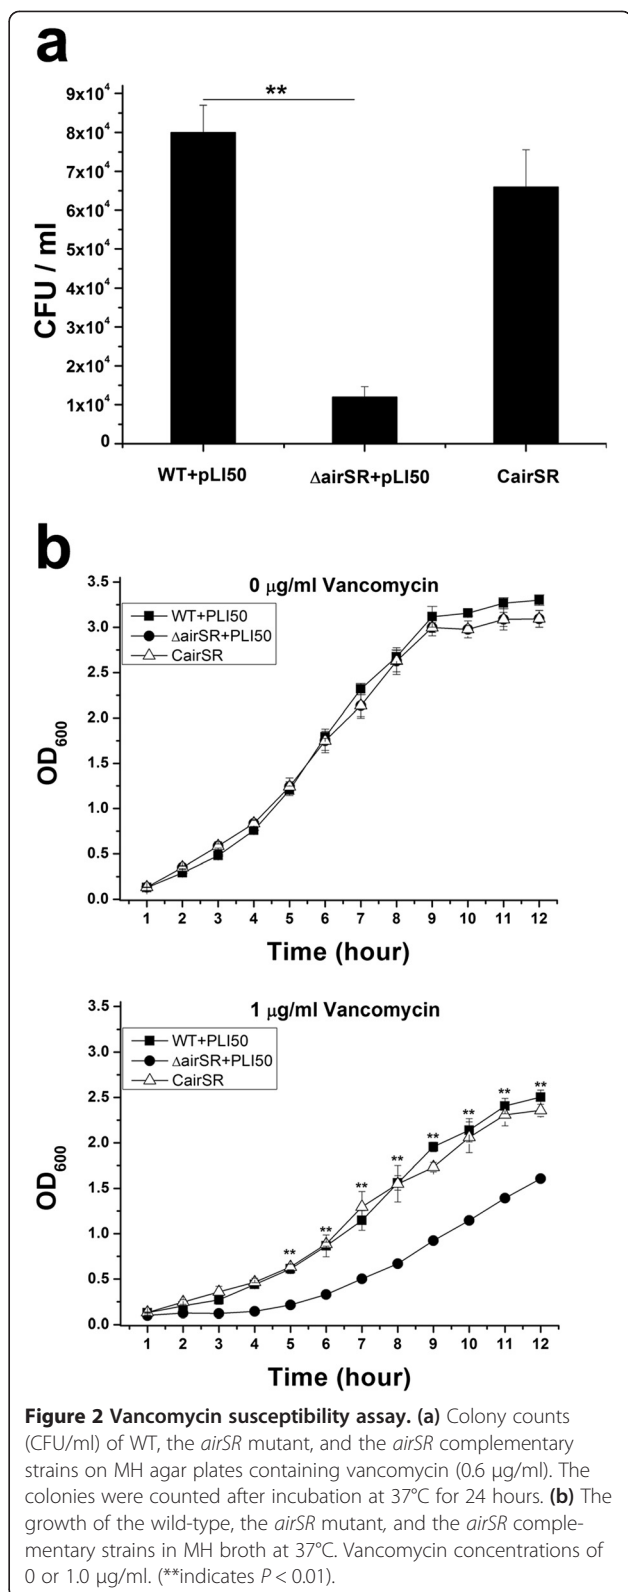 a
**
9x10⁴
8x10⁴
7x10⁴
6x10⁴
5x10⁴
4x10⁴
3x10⁴
2x10⁴
1x10⁴
0
CFU / ml
WT+pLI50 ΔairSR+pLI50 CairSR
b
0 μg/ml Vancomycin
WT+PLI50
ΔairSR+PLI50
CairSR
3.5
3.0
2.5
2.0
1.5
1.0
0.5
0.0
OD₆₀₀
1 2 3 4 5 6 7 8 9 10 11 12
Time (hour)
1 μg/ml Vancomycin
WT+PLI50
ΔairSR+PLI50
CairSR
3.5
3.0
2.5
2.0
1.5
1.0
0.5
0.0
OD₆₀₀
** ** ** ** ** ** ** **
1 2 3 4 5 6 7 8 9 10 11 12
Time (hour)
Figure 2 Vancomycin susceptibility assay. (a) Colony counts
(CFU/ml) of WT, the airSR mutant, and the airSR complementary
strains on MH agar plates containing vancomycin (0.6 μg/ml). The
colonies were counted after incubation at 37°C for 24 hours. (b) The
growth of the wild-type, the airSR mutant, and the airSR comple-
mentary strains in MH broth at 37°C. Vancomycin concentrations of
0 or 1.0 μg/ml. (**indicates P < 0.01).